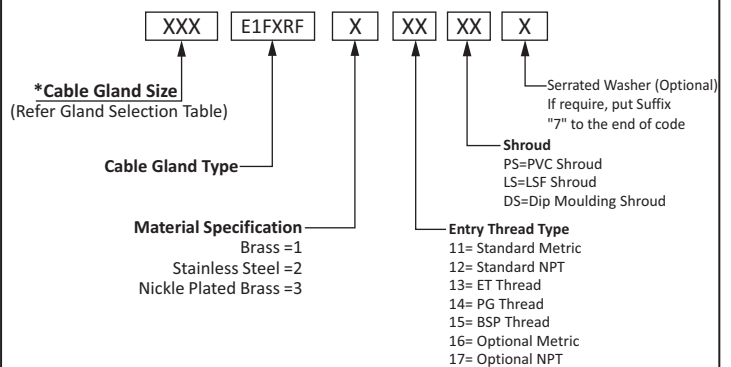 XXX E1FXRF X XX XX X
*Cable Gland Size
(Refer Gland Selection Table)
Cable Gland Type
Material Specification
Brass =1
Stainless Steel =2
Nickle Plated Brass =3
Serrated Washer (Optional)
If require, put Suffix
"7" to the end of code
Shroud
PS=PVC Shroud
LS=LSF Shroud
DS=Dip Moulding Shroud
Entry Thread Type
11= Standard Metric
12= Standard NPT
13= ET Thread
14= PG Thread
15= BSP Thread
16= Optional Metric
17= Optional NPT